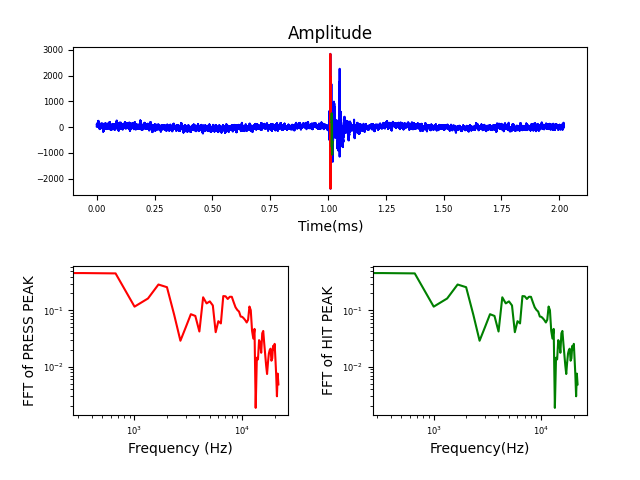 Amplitude
3000
2000
1000
0
−1000
−2000
0.00 0.25 0.50 0.75 1.00 1.25 1.50 1.75 2.00
Time(ms)
FFT of PRESS PEAK
10⁻¹
10⁻²
10³ 10⁴
Frequency (Hz)
FFT of HIT PEAK
10⁻¹
10⁻²
10³ 10⁴
Frequency(Hz)